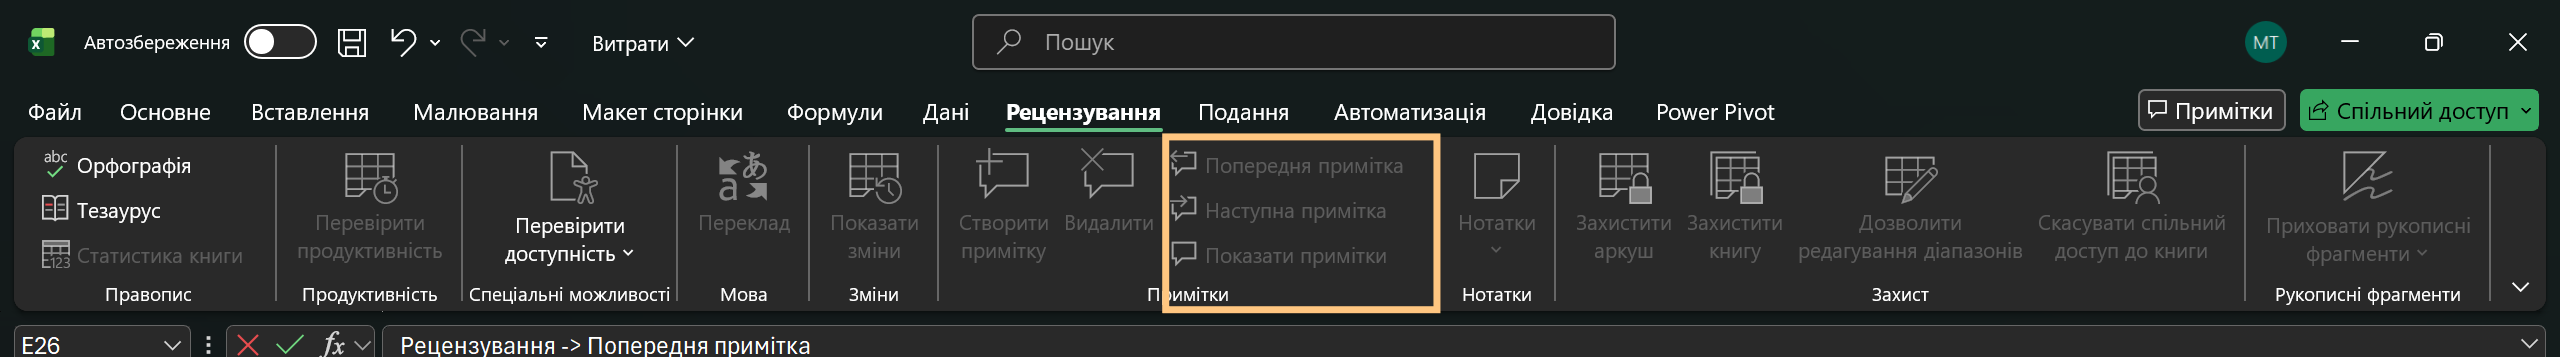 Автозбереження
Витрати
Пошук
МТ
Файл Основне Вставлення Малювання Макет сторінки Формули Дані Рецензування Подання Автоматизація Довідка Power Pivot Примітки Спільний доступ
abc Орфографія
Тезаурус
123 Статистика книги
Правопис
Перевірити
продуктивність
Продуктивність
Перевірити
доступність
Спеціальні можливості
Переклад
Мова
Показати
зміни
Зміни
Створити
примітку
Видалити
Попередня примітка
Наступна примітка
Показати примітки
Примітки
Нотатки
Нотатки
Захистити
аркуш
Захистити
книгу
Дозволити
редагування діапазонів
Скасувати спільний
доступ до книги
Захист
Приховати рукописні
фрагменти
Рукописні фрагменти
E26
fx
Рецензування -> Попередня примітка